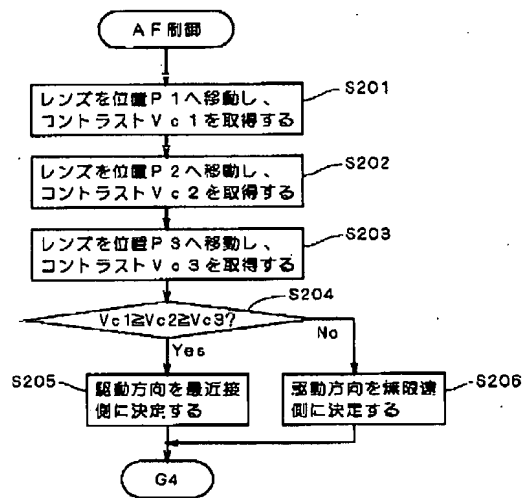 AF制御
レンズを位置P1へ移動し、
コントラストVc1を取得する
S201
レンズを位置P2へ移動し、
コントラストVc2を取得する
S202
レンズを位置P3へ移動し、
コントラストVc3を取得する
S203
S204
Vc1≧Vc2≧Vc3?
No
Yes
S205
駆動方向を最近接
側に決定する
駆動方向を無限遠
側に決定する
S206
G4